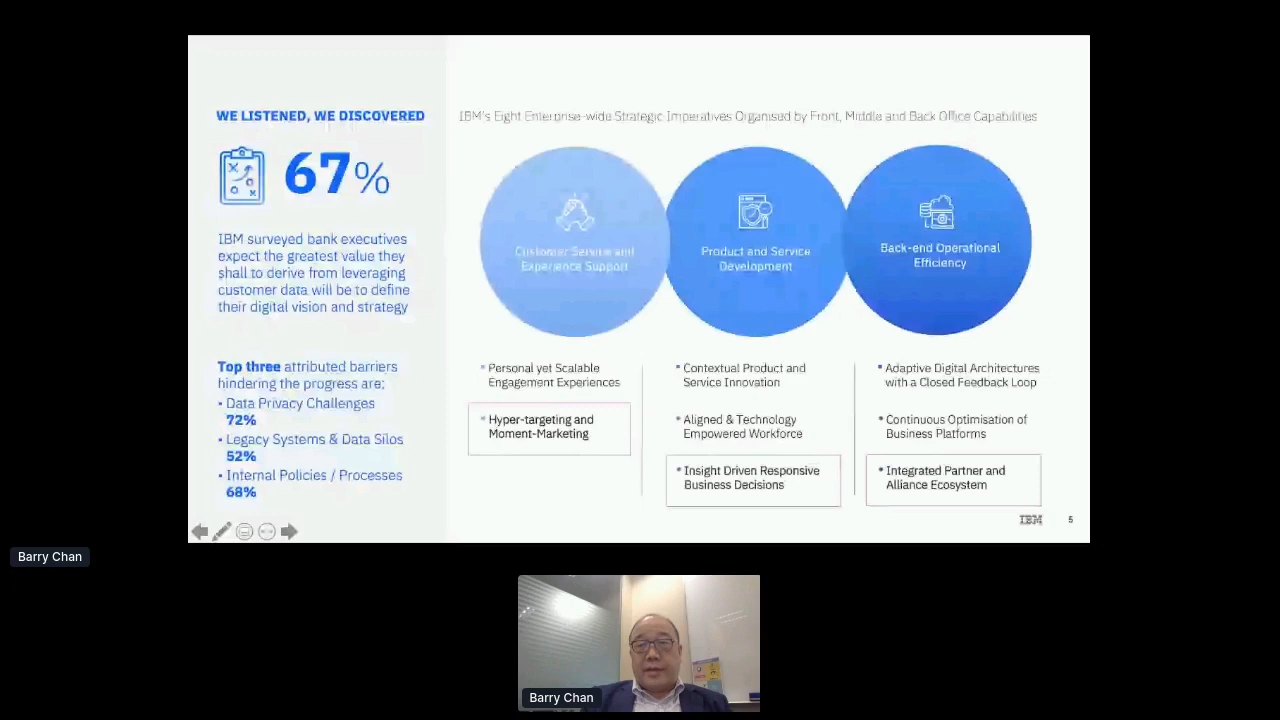 WE LISTENED, WE DISCOVERED
67%
IBM surveyed bank executives
expect the greatest value they
shall to derive from leveraging
customer data will be to define
their digital vision and strategy
Top three attributed barriers
hindering the progress are:
• Data Privacy Challenges
72%
• Legacy Systems & Data Silos
52%
• Internal Policies / Processes
68%
IBM's Eight Enterprise-wide Strategic Imperatives Organised by Front, Middle and Back Office Capabilities
Customer Service and
Experience Support
Product and Service
Development
Back-end Operational
Efficiency
Personal yet Scalable
Engagement Experiences
Hyper-targeting and
Moment-Marketing
Contextual Product and
Service Innovation
Aligned & Technology
Empowered Workforce
Insight Driven Responsive
Business Decisions
Adaptive Digital Architectures
with a Closed Feedback Loop
Continuous Optimisation of
Business Platforms
Integrated Partner and
Alliance Ecosystem
IBM
5
Barry Chan
Barry Chan